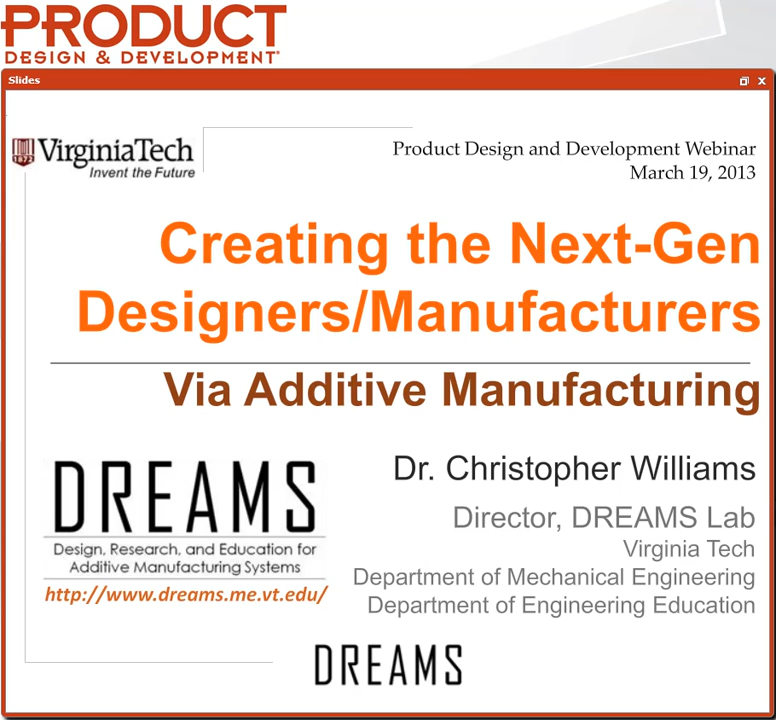 PRODUCT
DESIGN & DEVELOPMENT
Slides
VirginiaTech
1872
Invent the Future
Product Design and Development Webinar
March 19, 2013
Creating the Next-Gen
Designers/Manufacturers
Via Additive Manufacturing
DREAMS
Design, Research, and Education for
Additive Manufacturing Systems
http://www.dreams.me.vt.edu/
Dr. Christopher Williams
Director, DREAMS Lab
Virginia Tech
Department of Mechanical Engineering
Department of Engineering Education
DREAMS